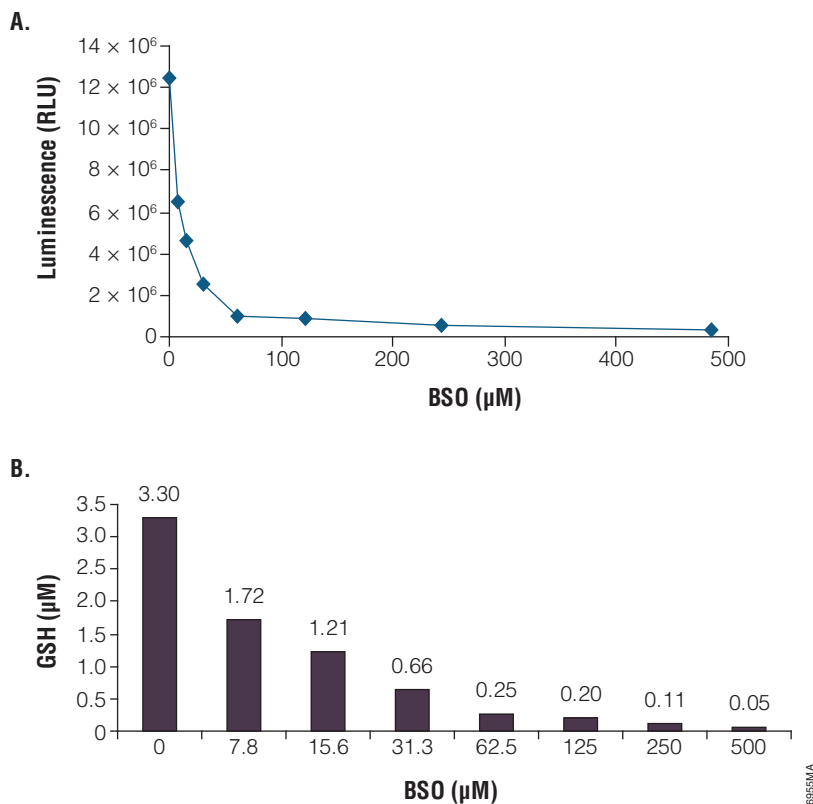 A.
Luminescence (RLU)
14 × 10⁶
12 × 10⁶
10 × 10⁶
8 × 10⁶
6 × 10⁶
4 × 10⁶
2 × 10⁶
0
0 100 200 300 400 500
BSO (µM)
B.
GSH (µM)
3.5
3.0
2.5
2.0
1.5
1.0
0.5
0
3.30 1.72 1.21 0.66 0.25 0.20 0.11 0.05
0 7.8 15.6 31.3 62.5 125 250 500
BSO (µM)
6955MA